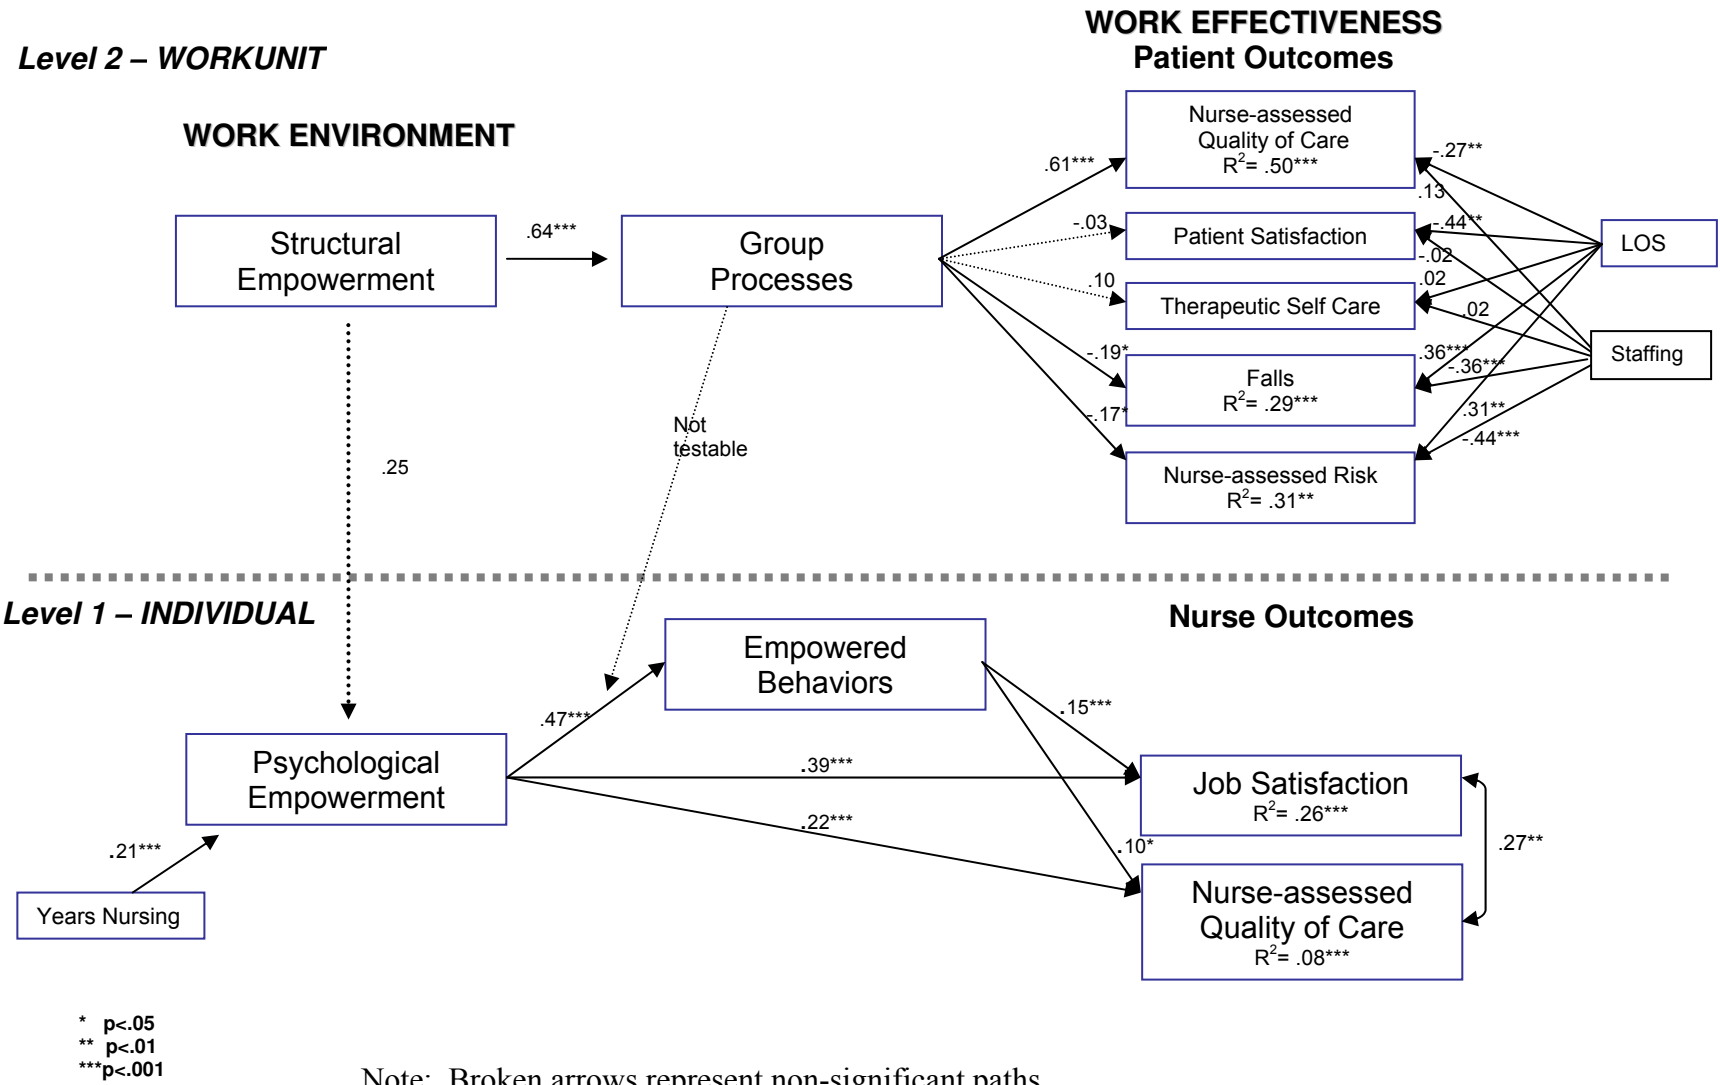 WORK EFFECTIVENESS
Patient Outcomes
Level 2 – WORKUNIT
WORK ENVIRONMENT
Structural
Empowerment
.64***
Group
Processes
.61***
-.03
.10
-.19*
-.17*
Nurse-assessed
Quality of Care
R²= .50***
Patient Satisfaction
Therapeutic Self Care
Falls
R²= .29***
Nurse-assessed Risk
R²= .31**
-.27**
.13
-.44**
-.02
.02
.02
.36***
-.36***
.31**
-.44***
LOS
Staffing
.25
Not
testable
Level 1 – INDIVIDUAL
Nurse Outcomes
Empowered
Behaviors
.47***
.15***
Psychological
Empowerment
.39***
.22***
.10*
Job Satisfaction
R²= .26***
.27**
Nurse-assessed
Quality of Care
R²= .08***
.21***
Years Nursing
* p<.05
** p<.01
***p<.001
Note: Broken arrows represent non-significant paths